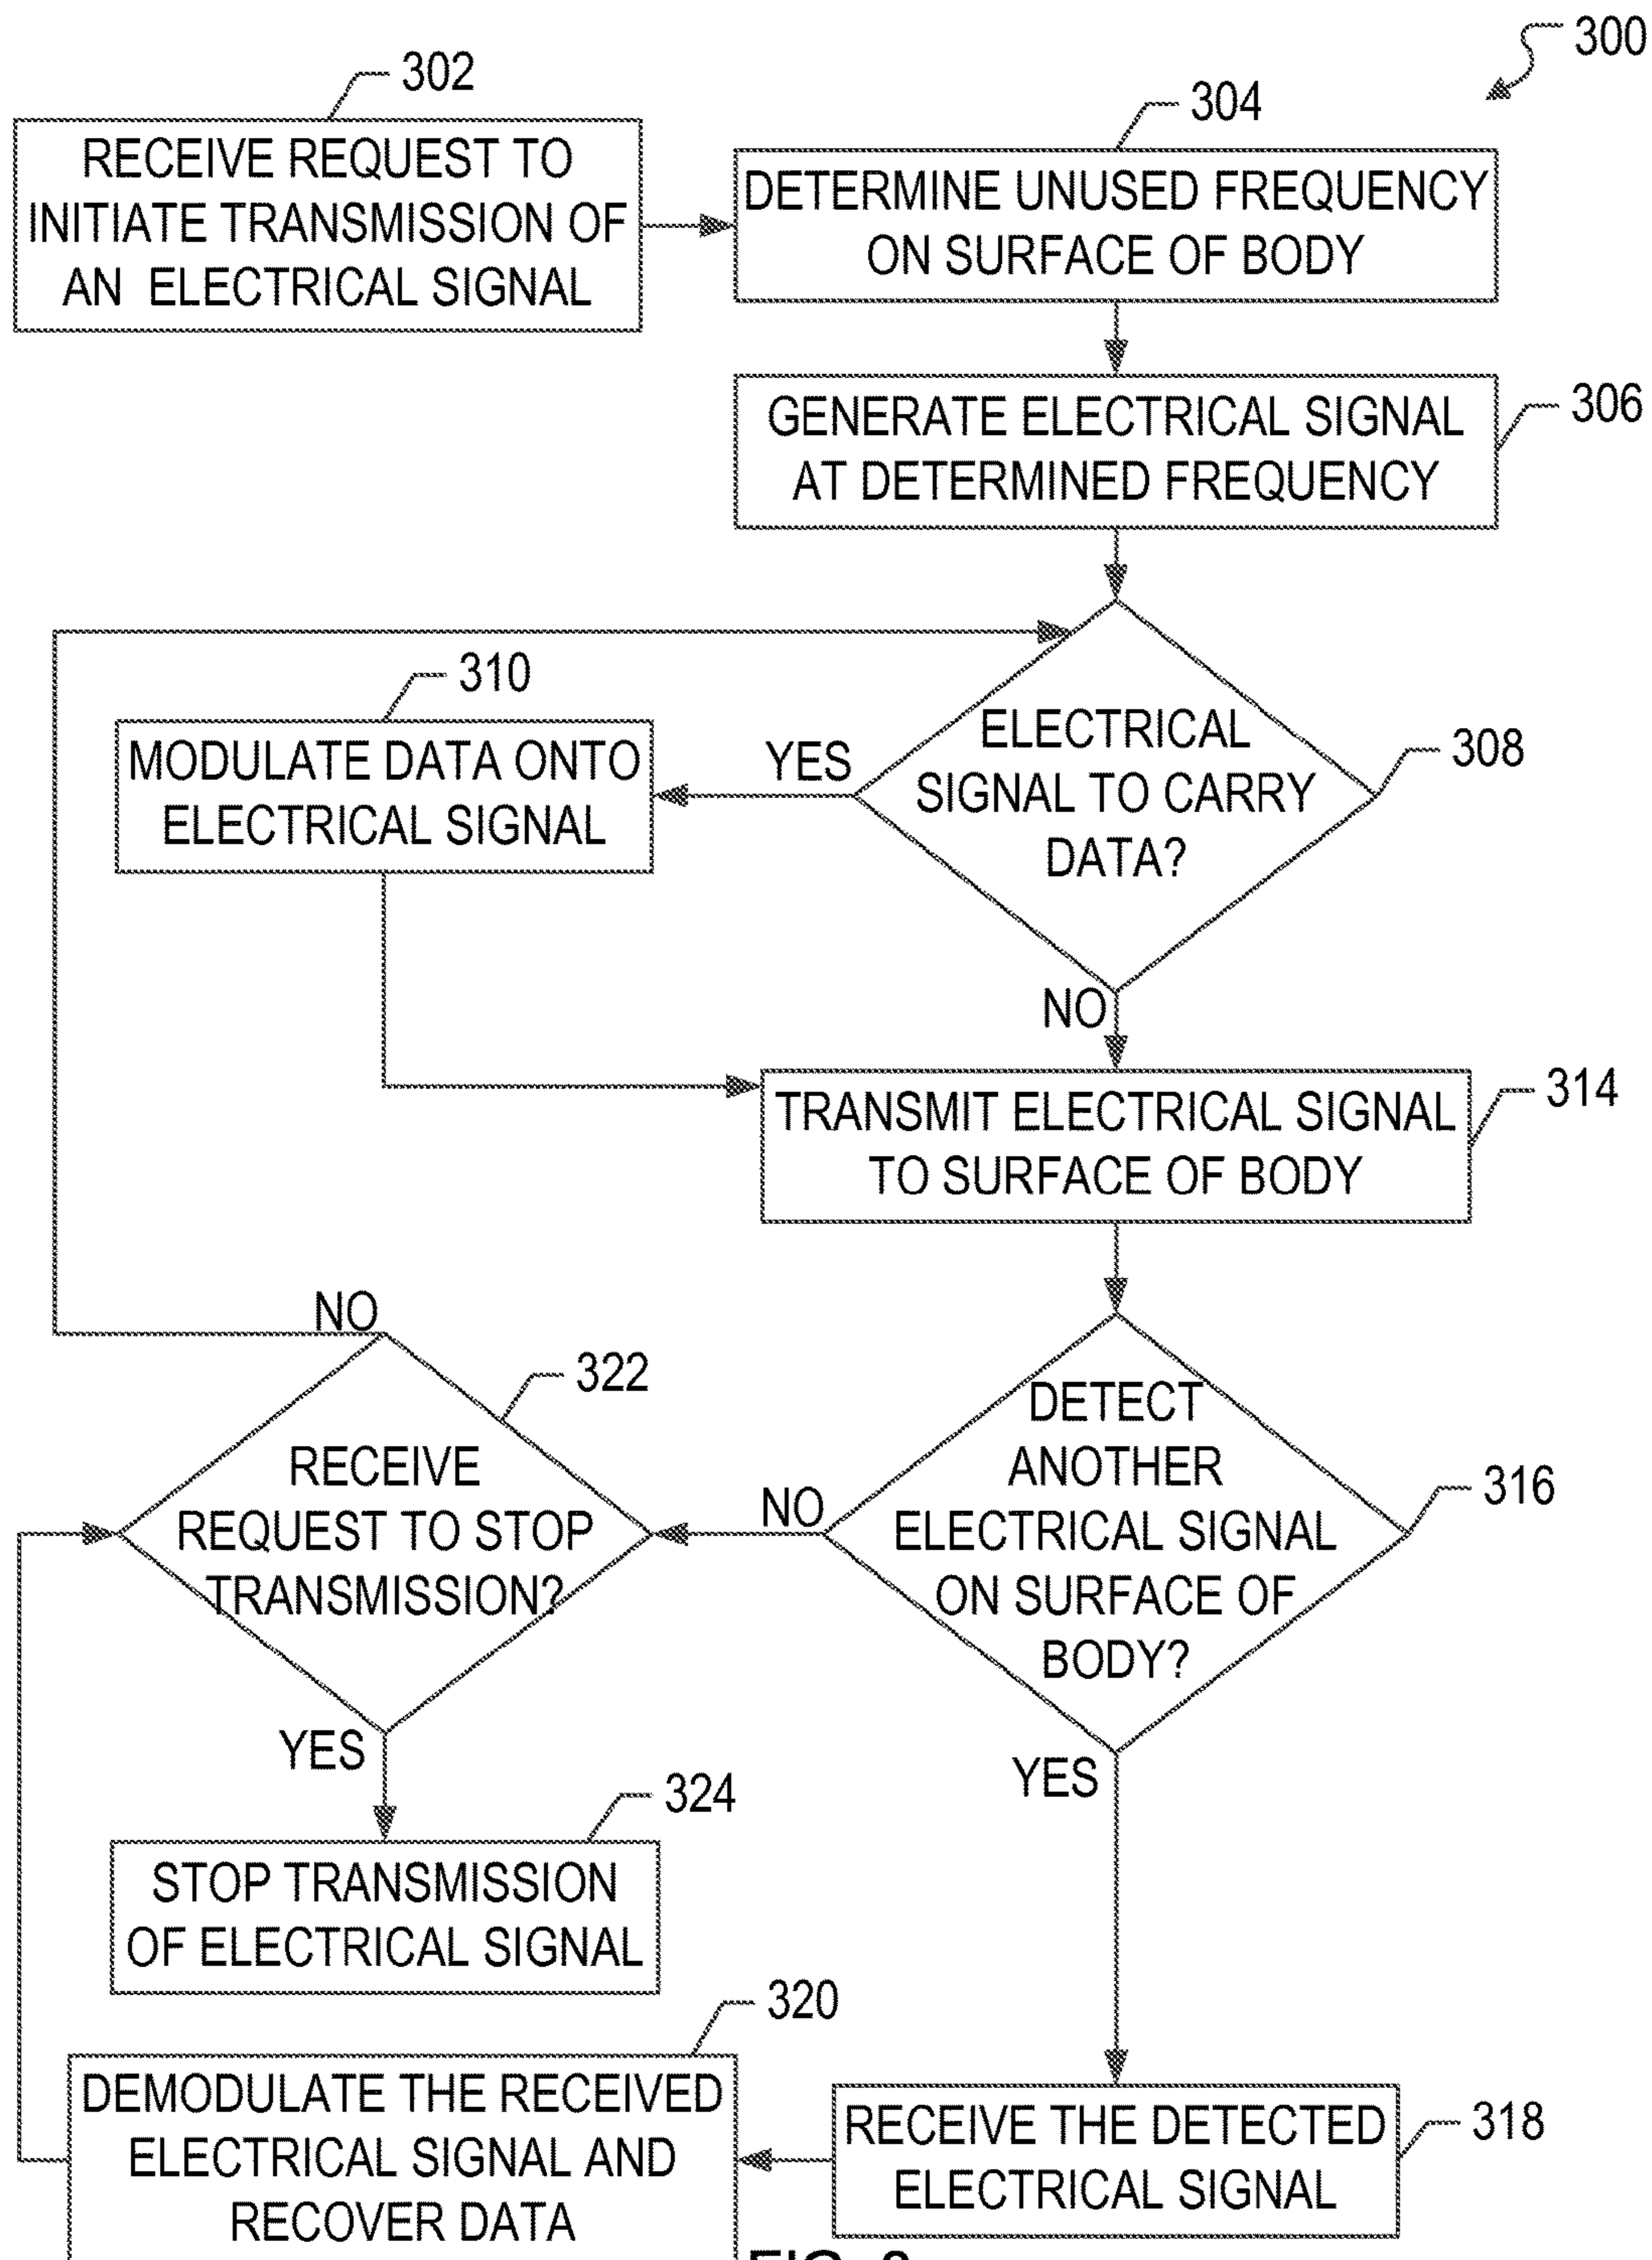 300
302
RECEIVE REQUEST TO
INITIATE TRANSMISSION OF
AN ELECTRICAL SIGNAL
304
DETERMINE UNUSED FREQUENCY
ON SURFACE OF BODY
306
GENERATE ELECTRICAL SIGNAL
AT DETERMINED FREQUENCY
308
ELECTRICAL
SIGNAL TO CARRY
DATA?
YES
310
MODULATE DATA ONTO
ELECTRICAL SIGNAL
NO
314
TRANSMIT ELECTRICAL SIGNAL
TO SURFACE OF BODY
316
DETECT
ANOTHER
ELECTRICAL SIGNAL
ON SURFACE OF
BODY?
NO
322
RECEIVE
REQUEST TO STOP
TRANSMISSION?
NO
YES
324
STOP TRANSMISSION
OF ELECTRICAL SIGNAL
YES
318
RECEIVE THE DETECTED
ELECTRICAL SIGNAL
320
DEMODULATE THE RECEIVED
ELECTRICAL SIGNAL AND
RECOVER DATA
FIG.